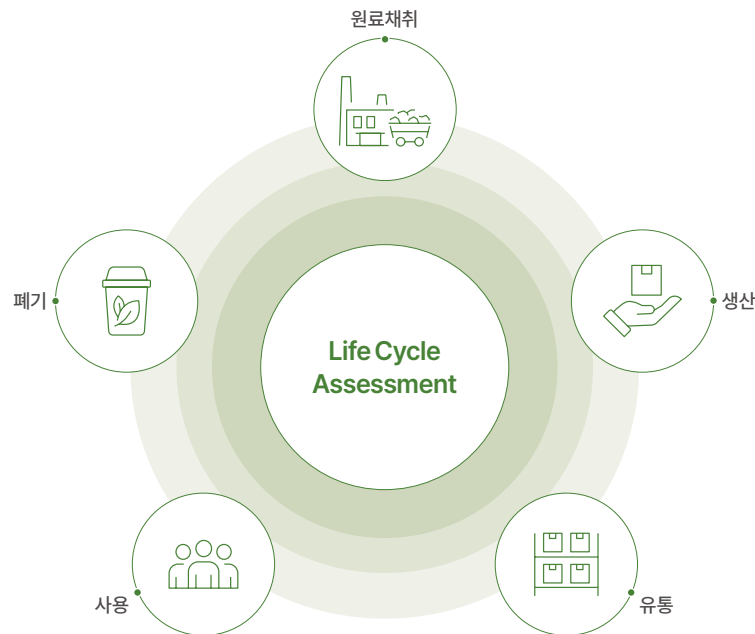 원료채취
폐기
생산
Life Cycle
Assessment
사용
유통